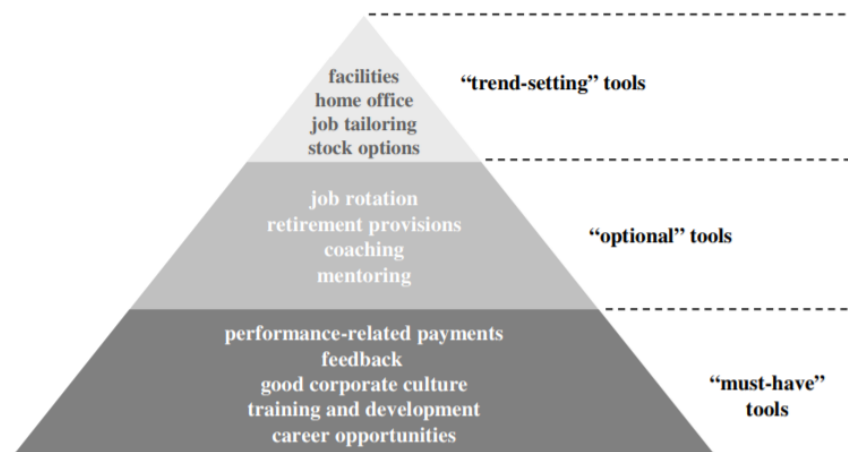 facilities
home office
job tailoring
stock options
“trend-setting” tools
job rotation
retirement provisions
coaching
mentoring
“optional” tools
performance-related payments
feedback
good corporate culture
training and development
career opportunities
“must-have”
tools